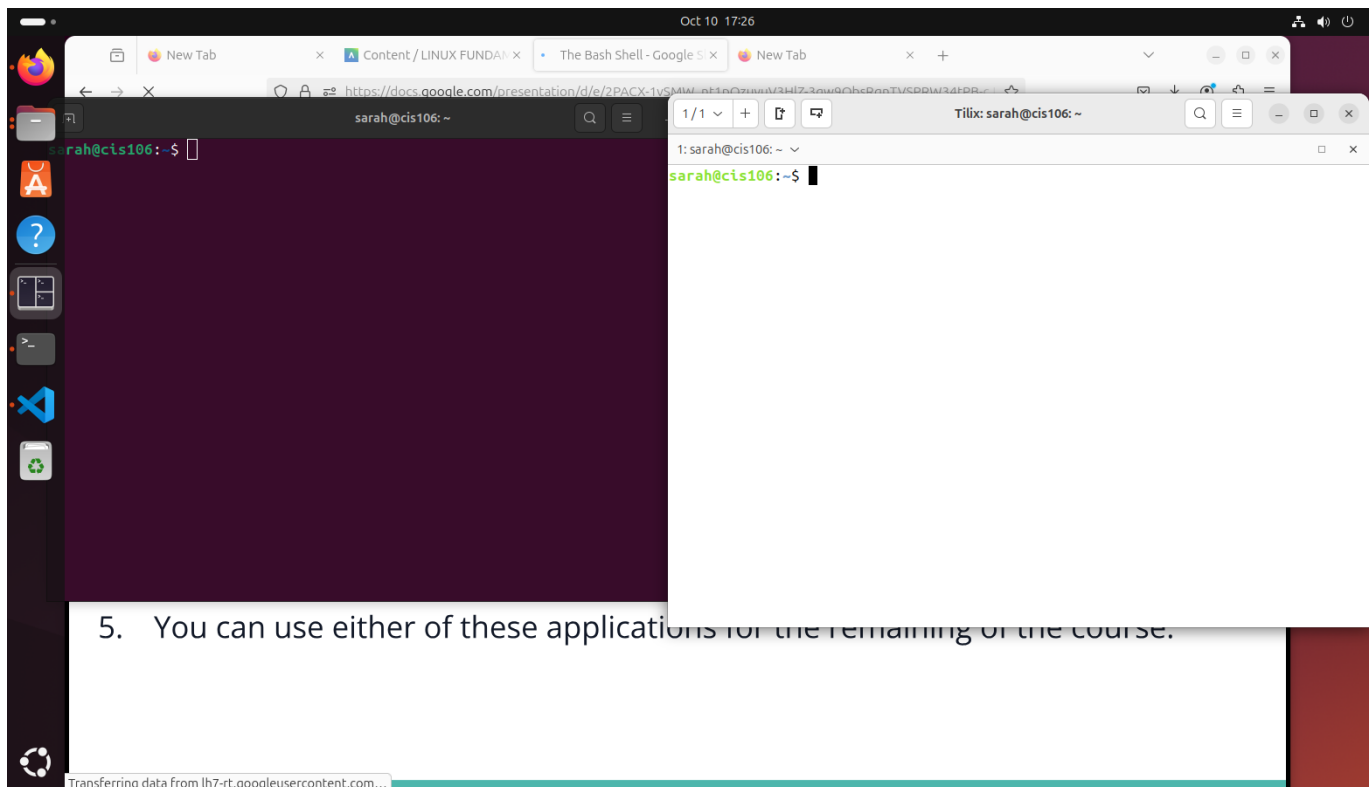 Oct 10 17:26
New Tab
Content / LINUX FUNDAM
The Bash Shell - Google S
New Tab
https://docs.google.com/presentation/d/e/2PACX-1vSMW
sarah@cis106: ~
1 / 1
Tilix: sarah@cis106: ~
1: sarah@cis106: ~
rah@cis106:~$
sarah@cis106:~$
5. You can use either of these applications for the remaining of the course.
Transferring data from lh7-rt.googleusercontent.com...